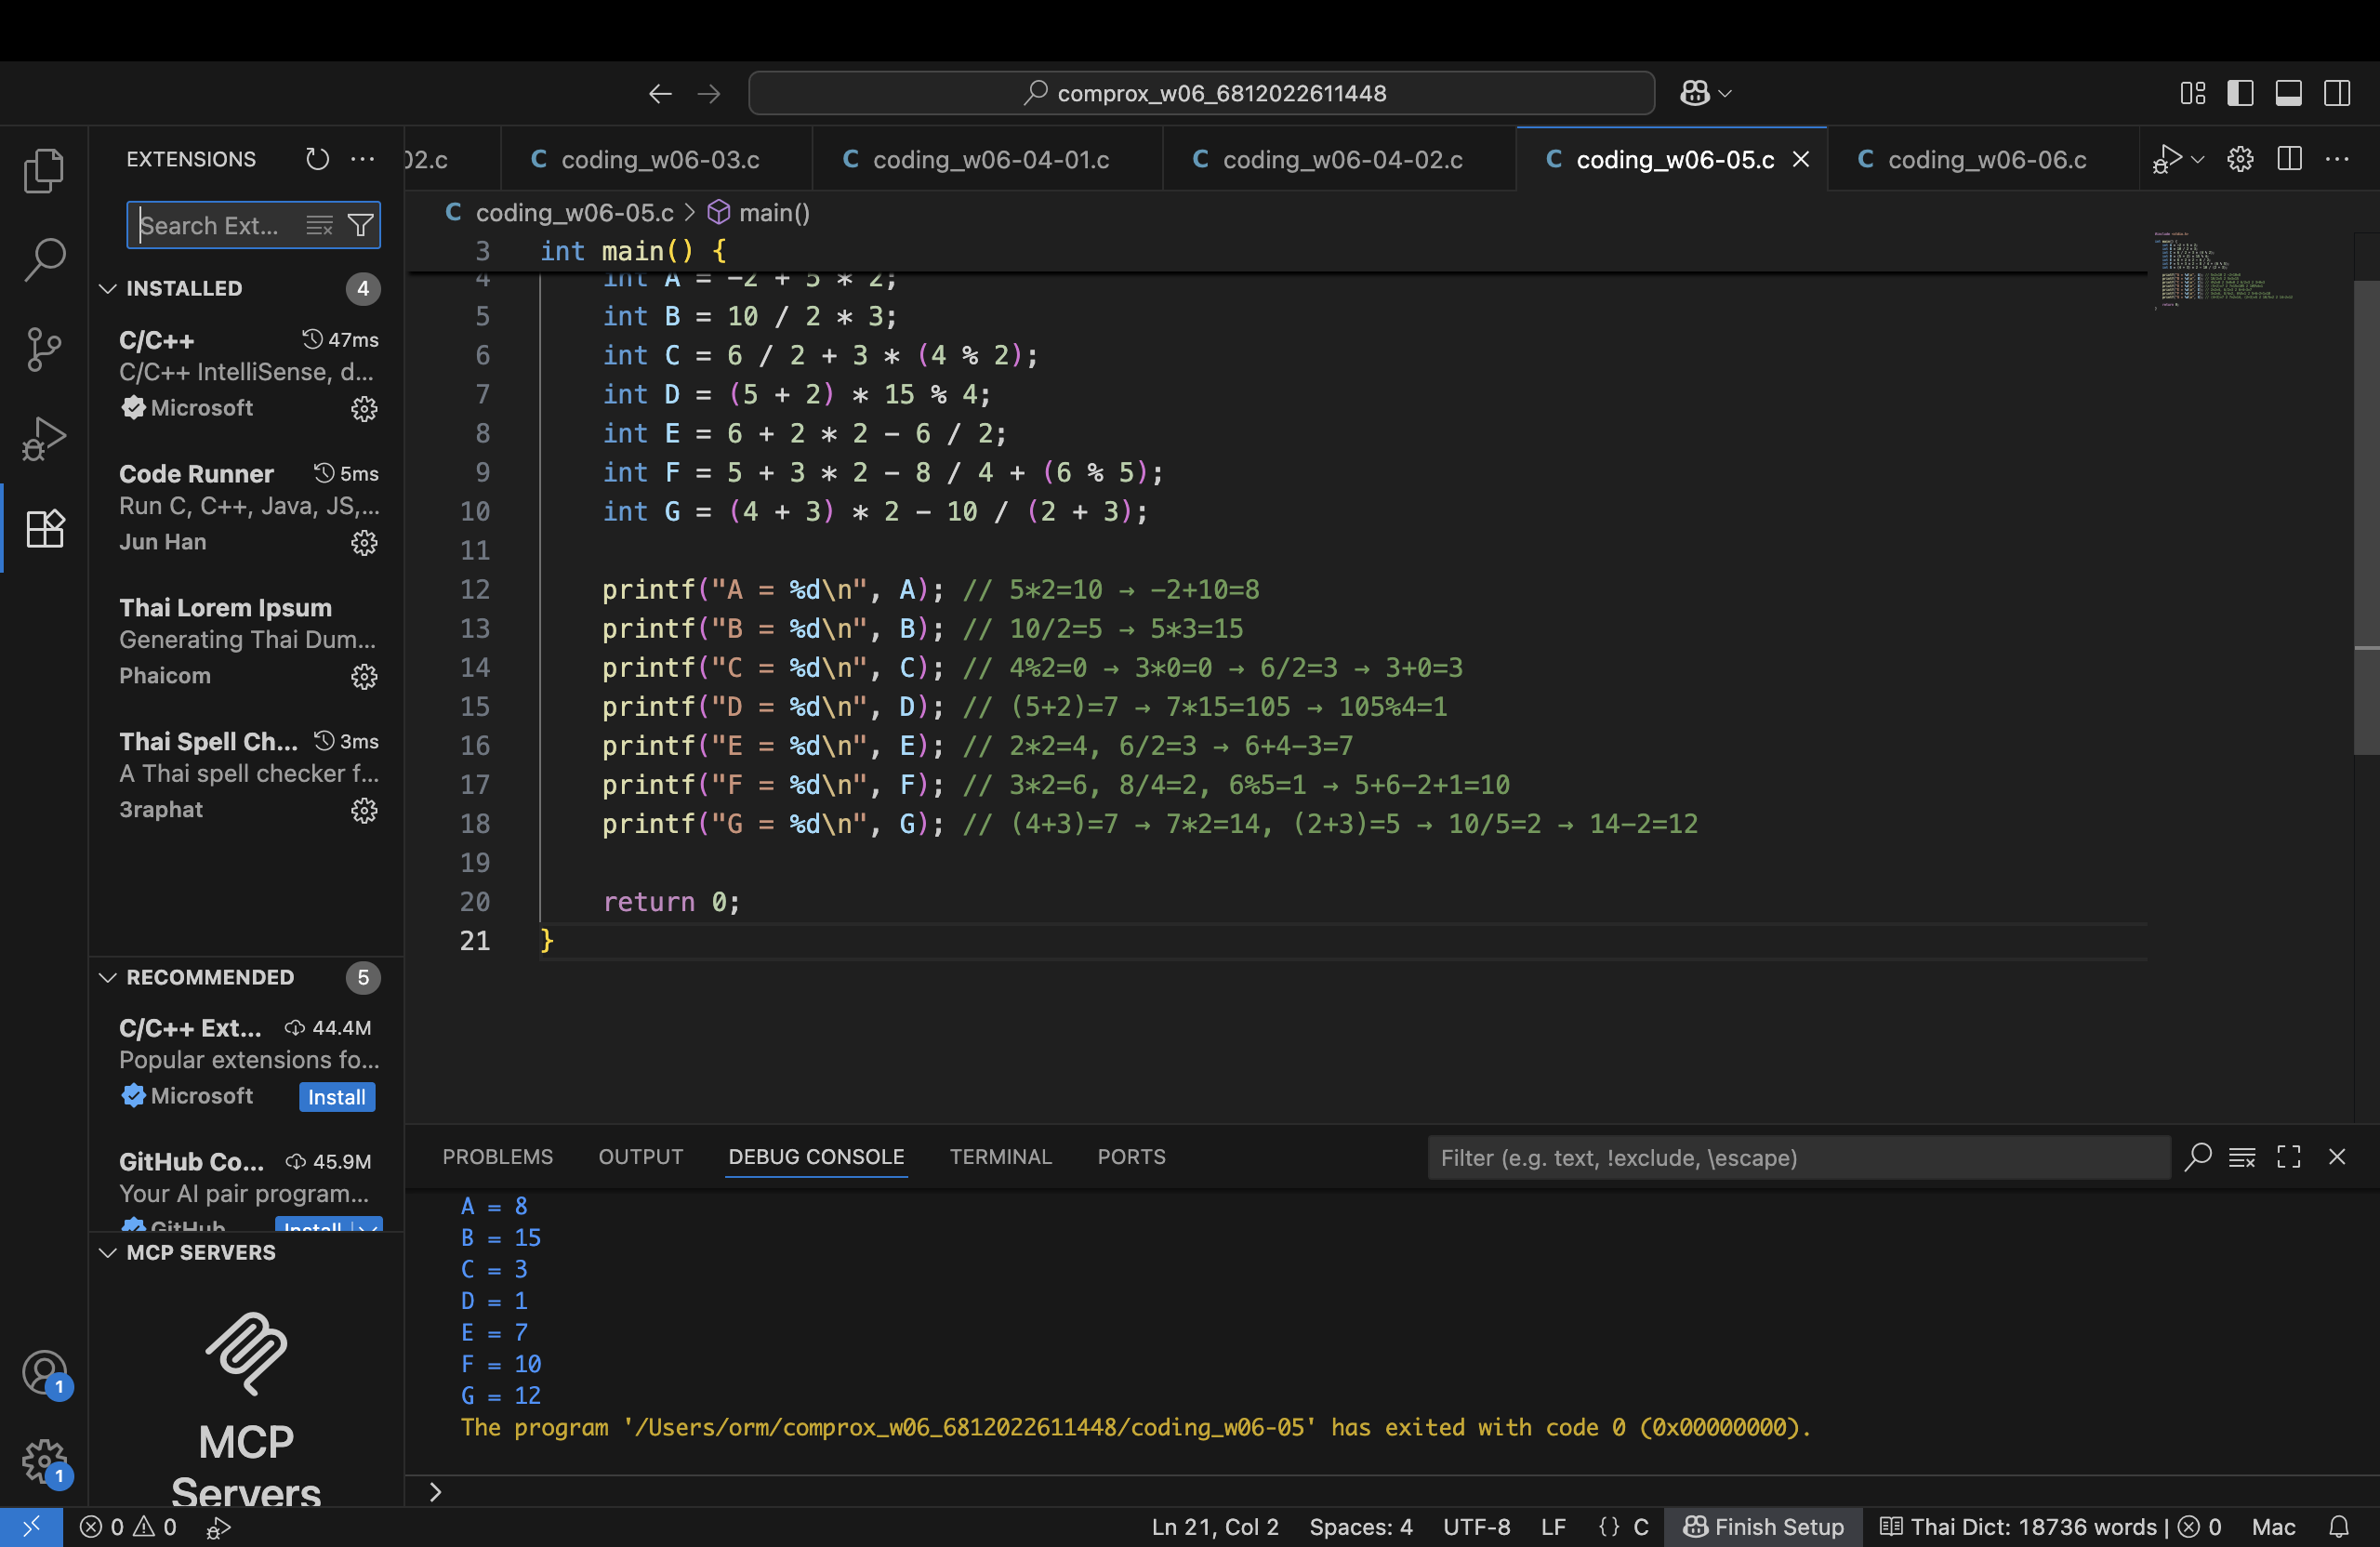 comprox_w06_6812022611448
EXTENSIONS
02.c
C coding_w06-03.c
C coding_w06-04-01.c
C coding_w06-04-02.c
C coding_w06-05.c
C coding_w06-06.c
Search Ext...
C coding_w06-05.c > main()
INSTALLED 4
C/C++ 47ms
C/C++ IntelliSense, d...
Microsoft
Code Runner 5ms
Run C, C++, Java, JS,...
Jun Han
Thai Lorem Ipsum
Generating Thai Dum...
Phaicom
Thai Spell Ch... 3ms
A Thai spell checker f...
3raphat
RECOMMENDED 5
C/C++ Ext... 44.4M
Popular extensions fo...
Microsoft Install
GitHub Co... 45.9M
Your AI pair program...
GitHub Install
MCP SERVERS
MCP
Servers
1
1
3 int main() {
4 int A = -2 + 5 * 2;
5 int B = 10 / 2 * 3;
6 int C = 6 / 2 + 3 * (4 % 2);
7 int D = (5 + 2) * 15 % 4;
8 int E = 6 + 2 * 2 - 6 / 2;
9 int F = 5 + 3 * 2 - 8 / 4 + (6 % 5);
10 int G = (4 + 3) * 2 - 10 / (2 + 3);
11
12 printf("A = %d\n", A); // 5*2=10 → -2+10=8
13 printf("B = %d\n", B); // 10/2=5 → 5*3=15
14 printf("C = %d\n", C); // 4%2=0 → 3*0=0 → 6/2=3 → 3+0=3
15 printf("D = %d\n", D); // (5+2)=7 → 7*15=105 → 105%4=1
16 printf("E = %d\n", E); // 2*2=4, 6/2=3 → 6+4-3=7
17 printf("F = %d\n", F); // 3*2=6, 8/4=2, 6%5=1 → 5+6-2+1=10
18 printf("G = %d\n", G); // (4+3)=7 → 7*2=14, (2+3)=5 → 10/5=2 → 14-2=12
19
20 return 0;
21 }
PROBLEMS OUTPUT DEBUG CONSOLE TERMINAL PORTS
Filter (e.g. text, !exclude, \escape)
A = 8
B = 15
C = 3
D = 1
E = 7
F = 10
G = 12
The program '/Users/orm/comprox_w06_6812022611448/coding_w06-05' has exited with code 0 (0x00000000).
>
0 0 Ln 21, Col 2 Spaces: 4 UTF-8 LF {} C Finish Setup Thai Dict: 18736 words | 0 Mac